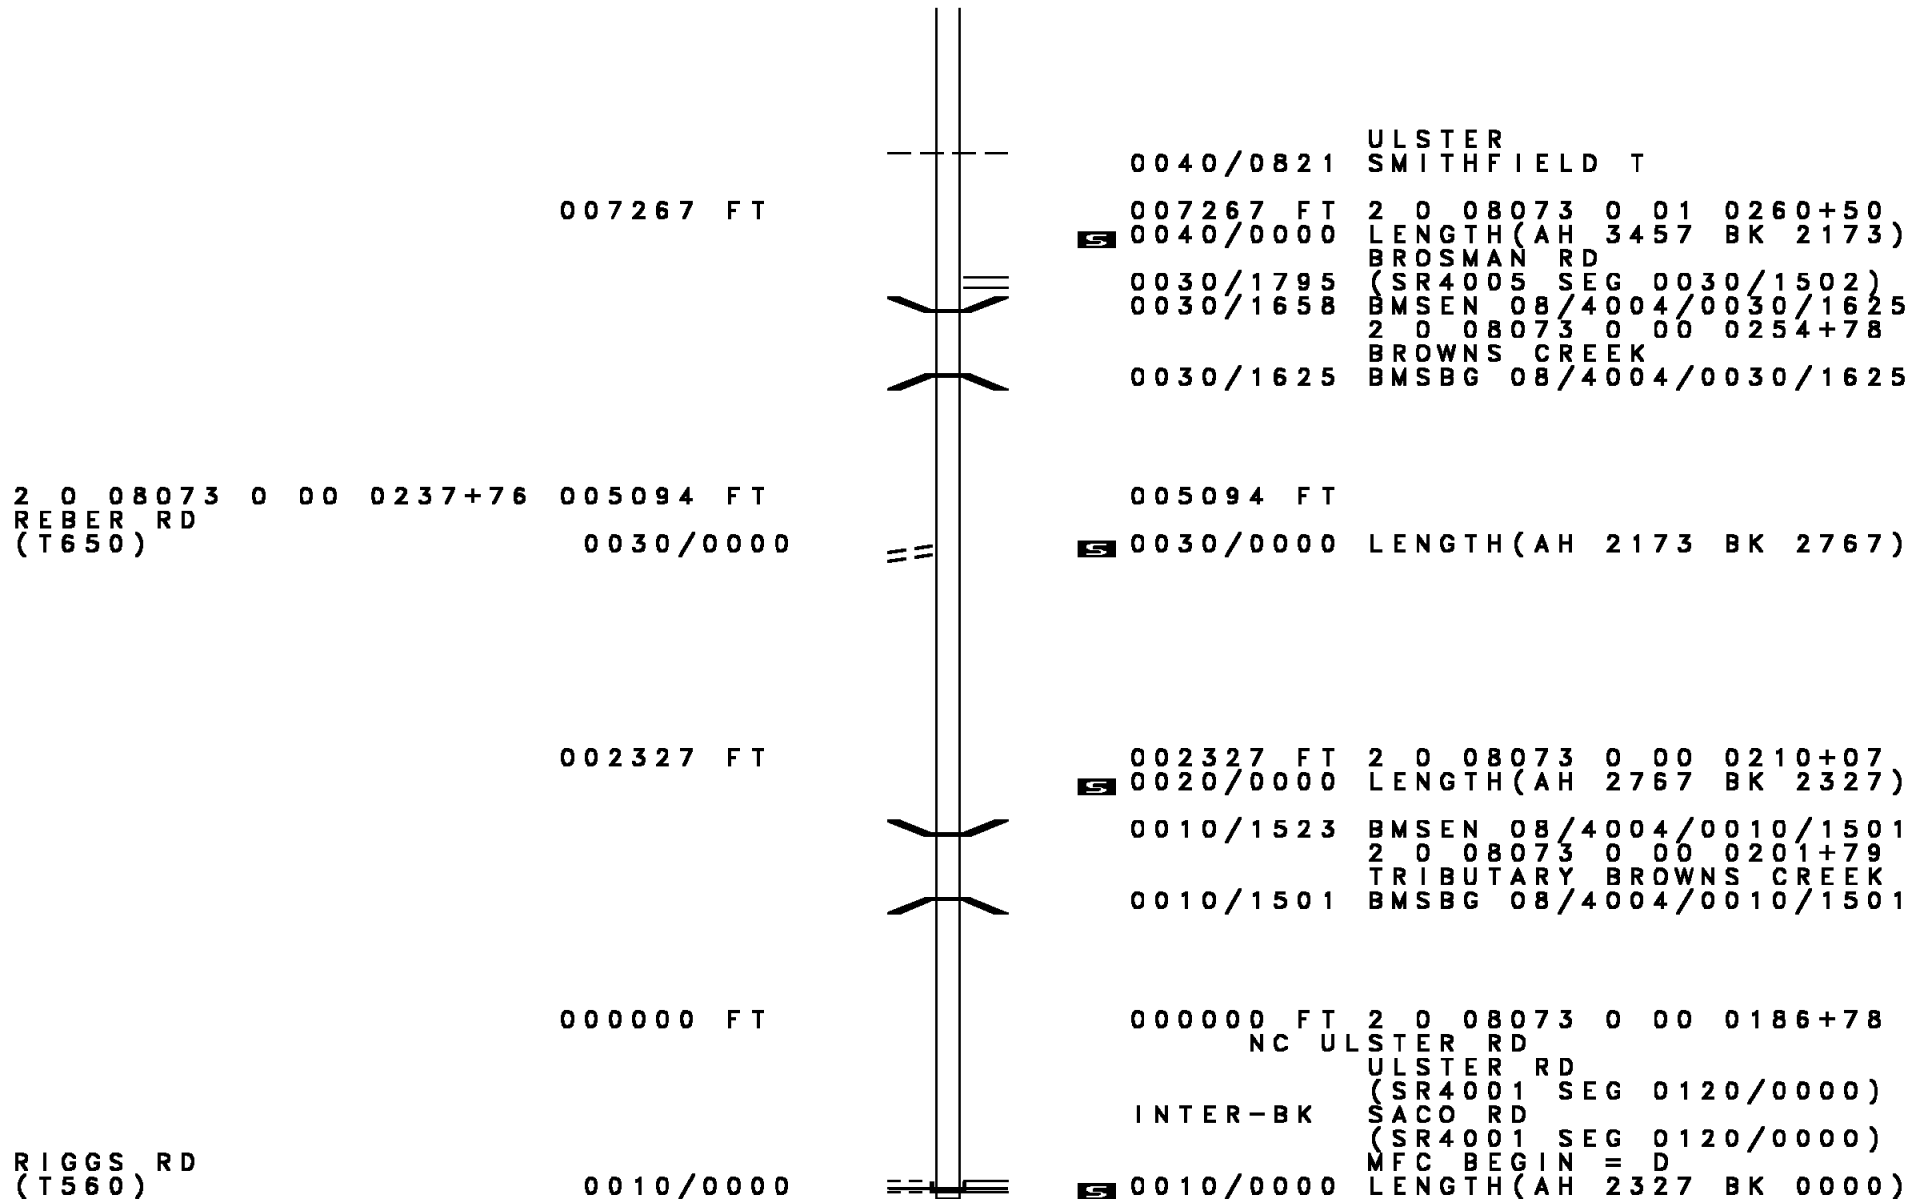 ULSTER
0040/0821 SMITHFIELD T
007267 FT 007267 FT 2 0 08073 0 01 0260+50
S 0040/0000 LENGTH(AH 3457 BK 2173)
BROSMAN RD
0030/1795 (SR4005 SEG 0030/1502)
0030/1658 BMSEN 08/4004/0030/1625
2 0 08073 0 00 0254+78
BROWNS CREEK
0030/1625 BMSBG 08/4004/0030/1625
2 0 08073 0 00 0237+76 005094 FT 005094 FT
REBER RD
(T650) 0030/0000 S 0030/0000 LENGTH(AH 2173 BK 2767)
002327 FT 002327 FT 2 0 08073 0 00 0210+07
S 0020/0000 LENGTH(AH 2767 BK 2327)
0010/1523 BMSEN 08/4004/0010/1501
2 0 08073 0 00 0201+79
TRIBUTARY BROWNS CREEK
0010/1501 BMSBG 08/4004/0010/1501
000000 FT 000000 FT 2 0 08073 0 00 0186+78
NC ULSTER RD
ULSTER RD
(SR4001 SEG 0120/0000)
INTER-BK SACO RD
(SR4001 SEG 0120/0000)
RIGGS RD MFC BEGIN = D
(T560) 0010/0000 S 0010/0000 LENGTH(AH 2327 BK 0000)